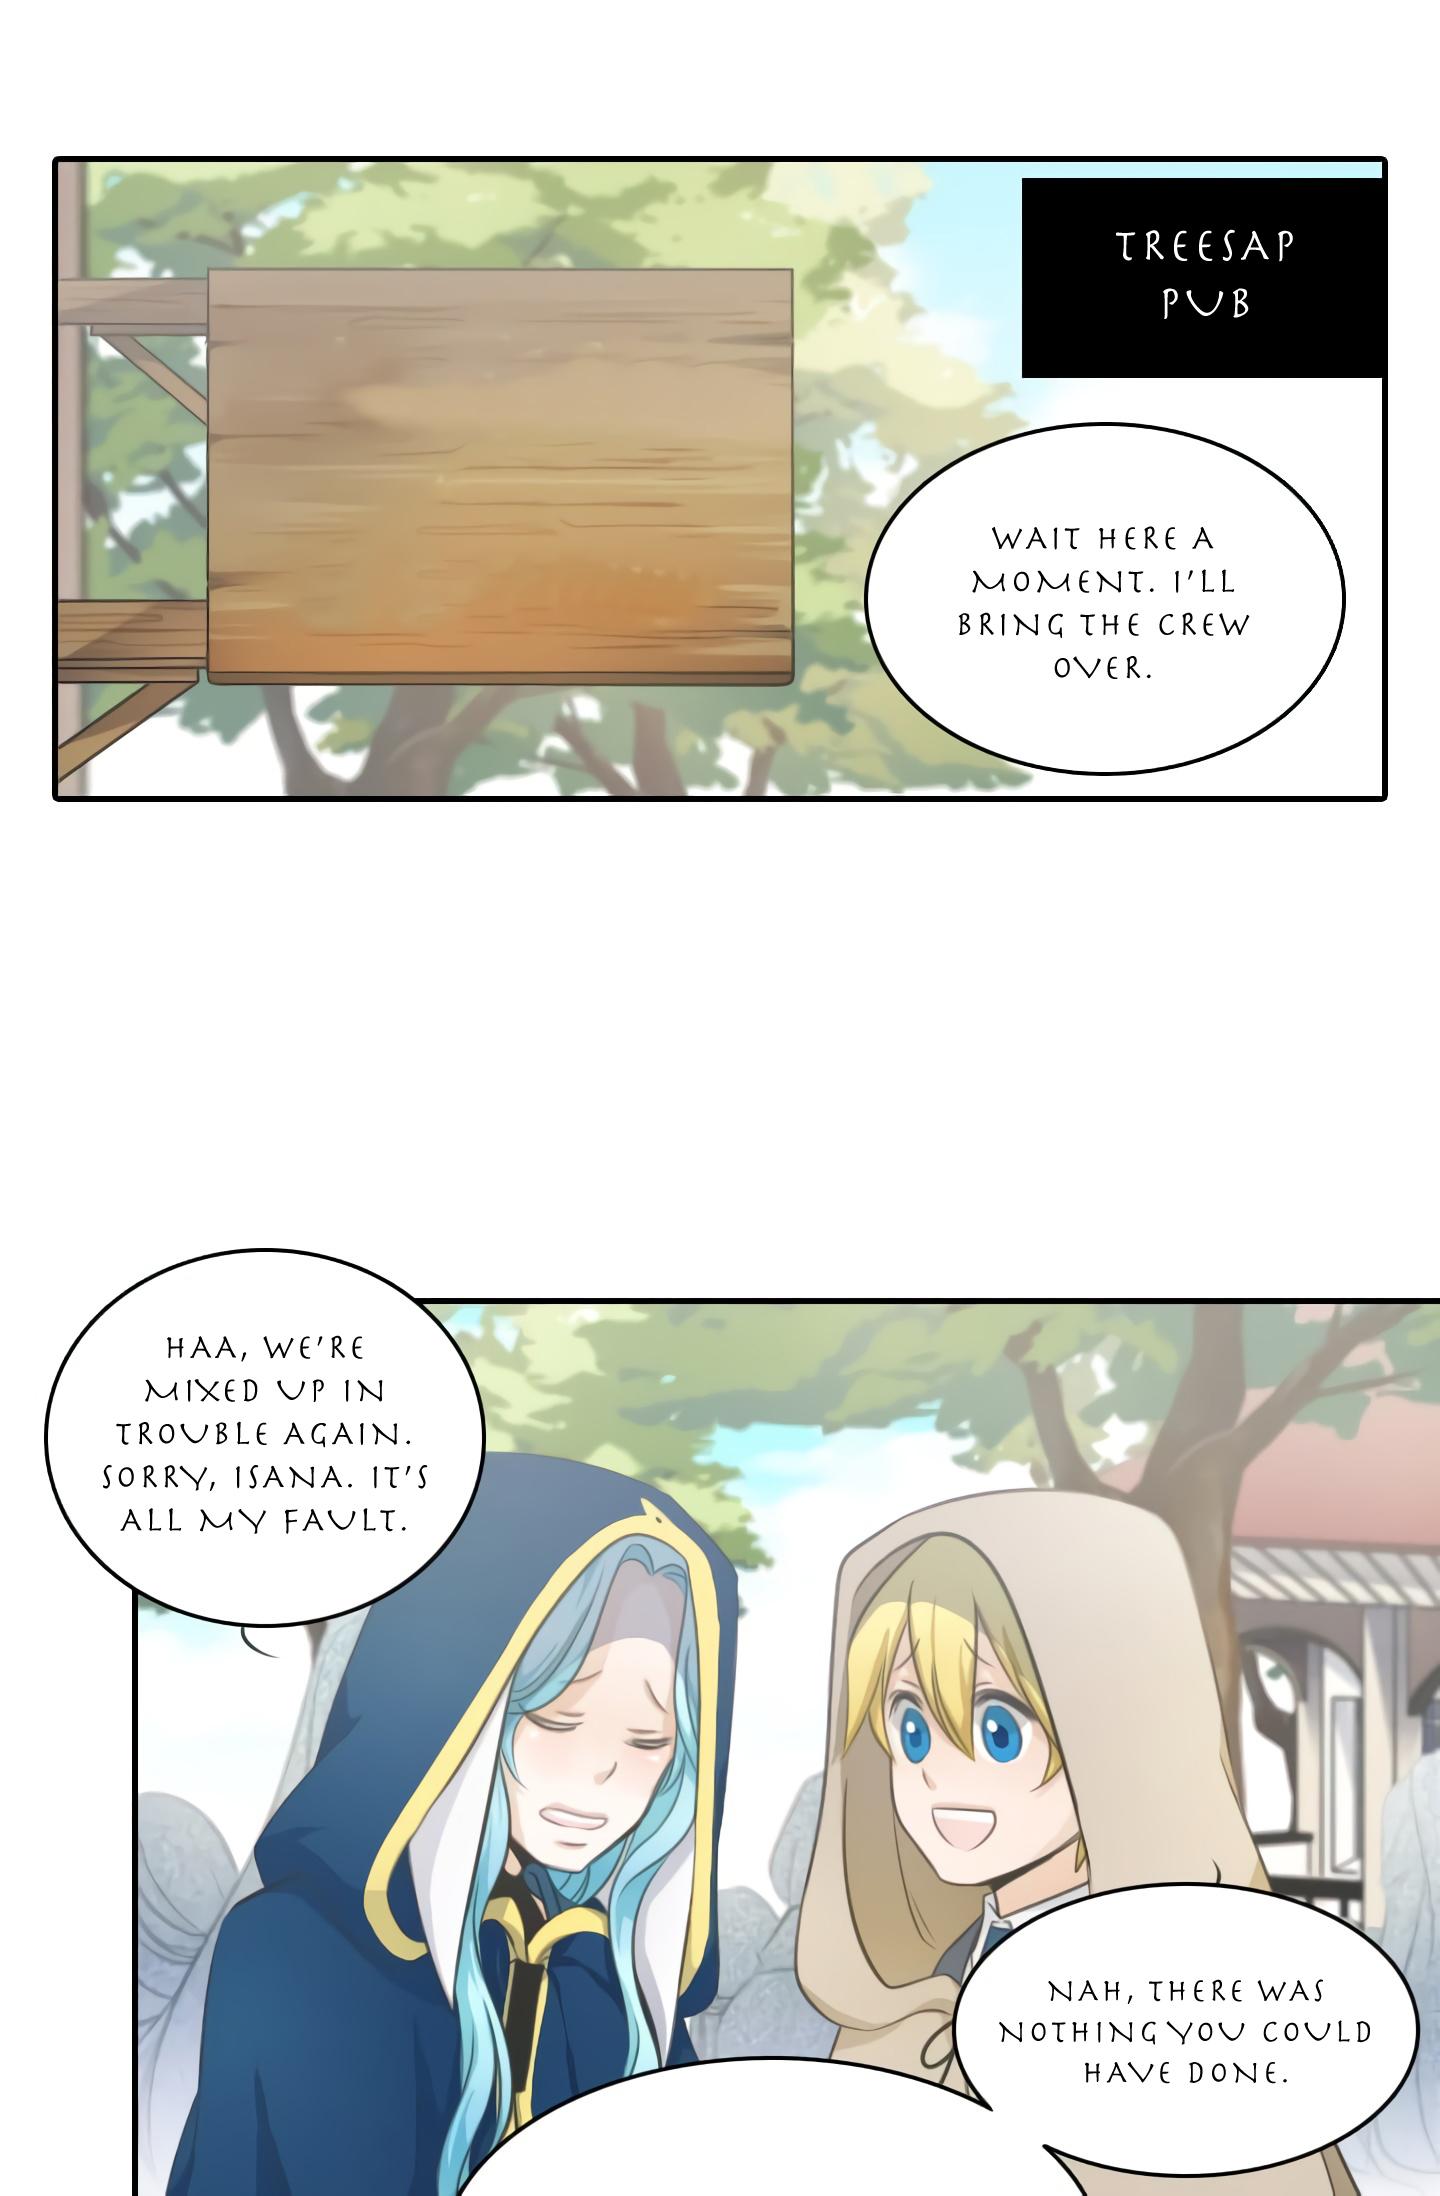 TREESAP
PUB
WAIT HERE A
MOMENT. I'LL
BRING THE CREW
OVER.
HAA, WE'RE
MIXED UP IN
TROUBLE AGAIN.
SORRY, ISANA. IT'S
ALL MY FAULT.
NAH, THERE WAS
NOTHING YOU COULD
HAVE DONE.